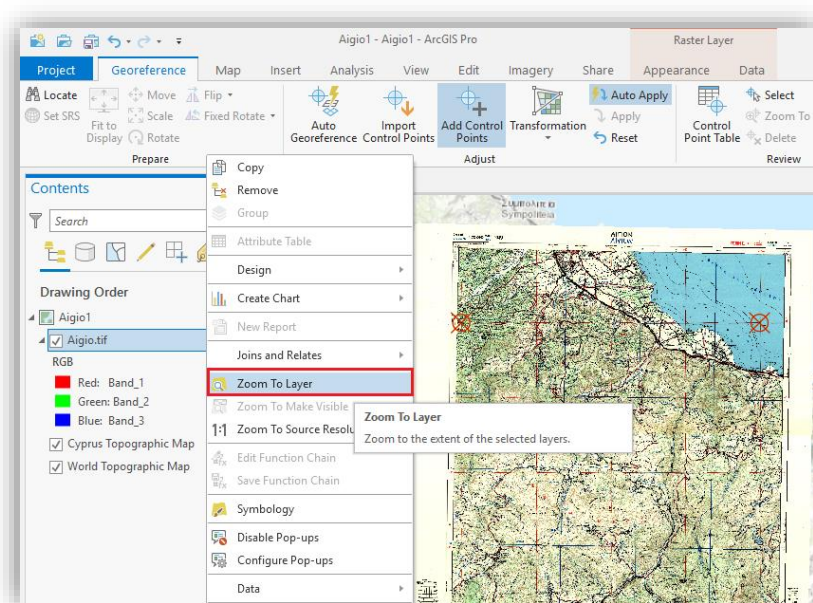 Aigio1 - Aigio1 - ArcGIS Pro
Raster Layer
Project Georeference Map Insert Analysis View Edit Imagery Share Appearance Data
Locate
Set SRS
Fit to
Display
Move
Scale
Rotate
Flip
Fixed Rotate
Auto
Georeference
Import
Control Points
Add Control
Points
Transformation
Auto Apply
Apply
Reset
Control
Point Table
Select
Zoom To
Delete
Prepare
Adjust
Review
Contents
Search
Drawing Order
Aigio1
Aigio.tif
RGB
Red: Band_1
Green: Band_2
Blue: Band_3
Cyprus Topographic Map
World Topographic Map
Copy
Remove
Group
Attribute Table
Design
Create Chart
New Report
Joins and Relates
Zoom To Layer
Zoom To Make Visible
1:1 Zoom To Source Resolu
Edit Function Chain
Save Function Chain
Symbology
Disable Pop-ups
Configure Pop-ups
Data
Zoom To Layer
Zoom to the extent of the selected layers.
Sympoliteia